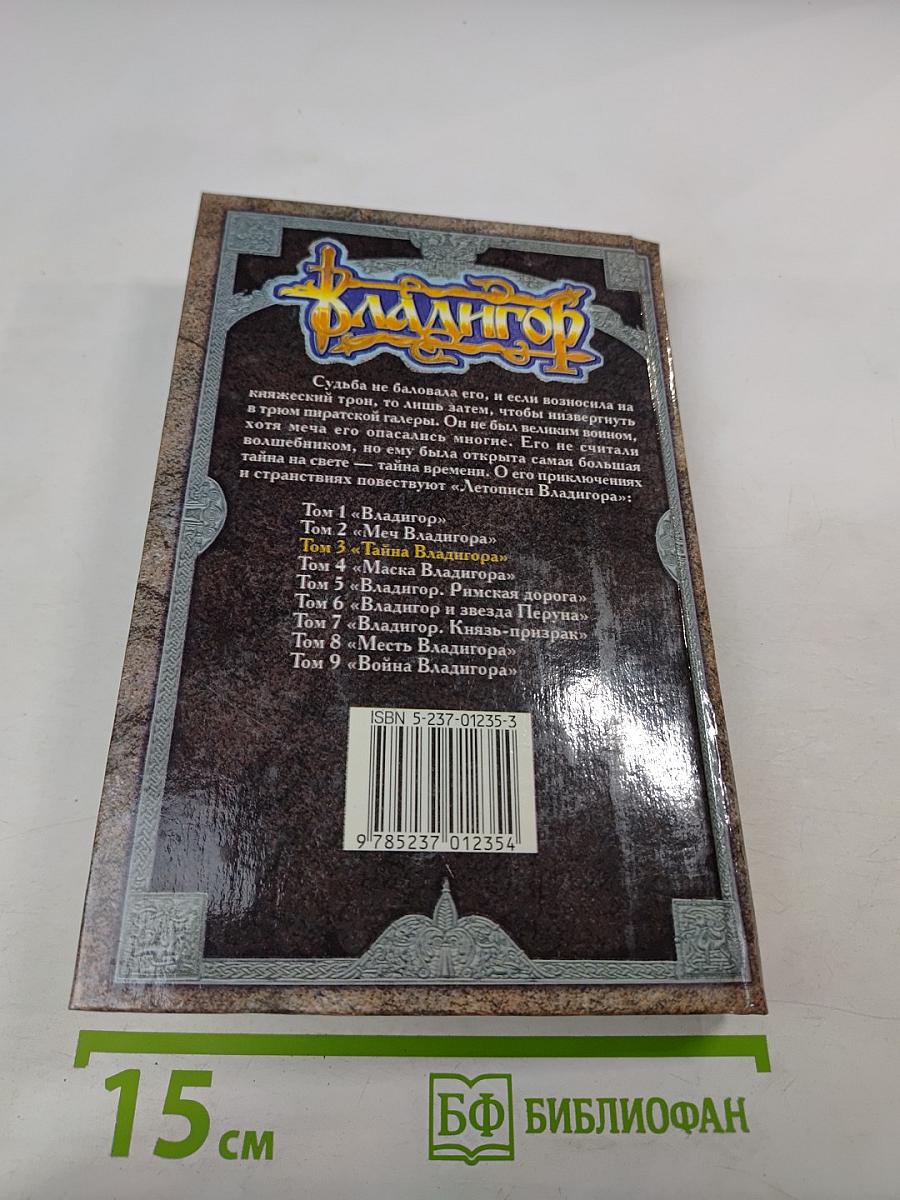 Владигор
Судьба не баловала его, и если возносила на
княжеский трон, то лишь затем, чтобы низвергнуть
в трюм пиратской галеры. Он не был великим воином,
хотя меча его опасались многие. Его не считали
волшебником, но ему была открыта самая большая
тайна на свете — тайна времени. О его приключениях
и странствиях повествуют «Летописи Владигора»:
Том 1 «Владигор»
Том 2 «Меч Владигора»
Том 3 «Тайна Владигора»
Том 4 «Маска Владигора»
Том 5 «Владигор. Римская дорога»
Том 6 «Владигор и звезда Перуна»
Том 7 «Владигор. Князь-призрак»
Том 8 «Месть Владигора»
Том 9 «Война Владигора»
ISBN 5-237-01235-3
9 785237 012354
15 см
БФ БИБЛИОФАН